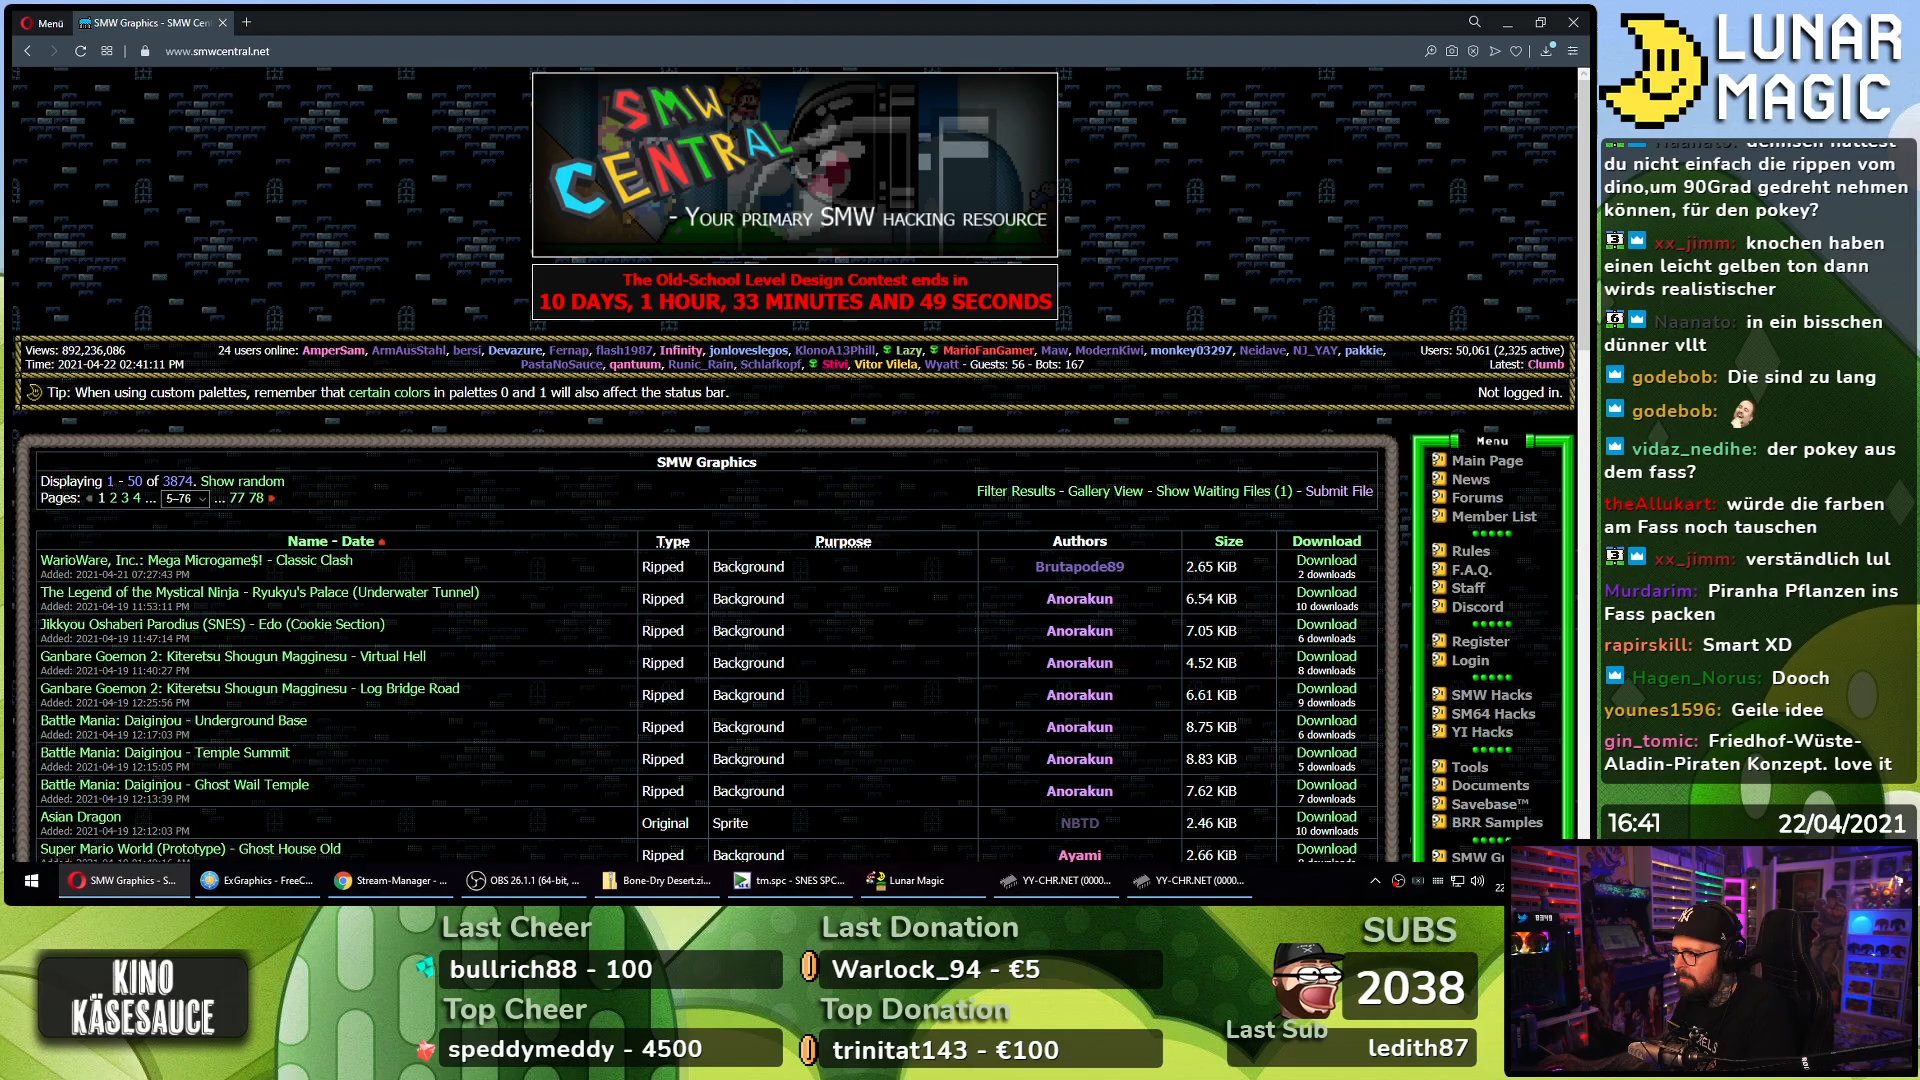 Menü
SMW Graphics - SMW Cen
www.smwcentral.net
SMW
CENTRAL
- YOUR PRIMARY SMW HACKING RESOURCE
The Old-School Level Design Contest ends in
10 DAYS, 1 HOUR, 33 MINUTES AND 49 SECONDS
Views: 892,236,086
Time: 2021-04-22 02:41:11 PM
24 users online: AmperSam, ArmAusStahl, bersi, Devazure, Fernap, flash1987, Infinity, jonloveslegos, KlonoA13Phill, Lazy, MarioFanGamer, Maw, ModernKiwi, monkey03297, Neidave, NJ_YAY, pakkie,
PastaNoSauce, qantuum, Runic_Rain, Schlafkopf, Stivi, Vitor Vilela, Wyatt - Guests: 56 - Bots: 167
Users: 50,061 (2,325 active)
Latest: Clumb
Tip: When using custom palettes, remember that certain colors in palettes 0 and 1 will also affect the status bar.
Not logged in.
SMW Graphics
Displaying 1 - 50 of 3874. Show random
Pages: 1 2 3 4 ... 5-76 ... 77 78
Filter Results - Gallery View - Show Waiting Files (1) - Submit File
Name - Date Type Purpose Authors Size Download
WarioWare, Inc.: Mega Microgame$! - Classic Clash
Added: 2021-04-21 07:27:43 PM
Ripped Background Brutapode89 2.65 KiB Download
2 downloads
The Legend of the Mystical Ninja - Ryukyu's Palace (Underwater Tunnel)
Added: 2021-04-19 11:53:11 PM
Ripped Background Anorakun 6.54 KiB Download
10 downloads
Jikkyou Oshaberi Parodius (SNES) - Edo (Cookie Section)
Added: 2021-04-19 11:47:14 PM
Ripped Background Anorakun 7.05 KiB Download
6 downloads
Ganbare Goemon 2: Kiteretsu Shougun Magginesu - Virtual Hell
Added: 2021-04-19 11:40:27 PM
Ripped Background Anorakun 4.52 KiB Download
8 downloads
Ganbare Goemon 2: Kiteretsu Shougun Magginesu - Log Bridge Road
Added: 2021-04-19 12:25:56 PM
Ripped Background Anorakun 6.61 KiB Download
9 downloads
Battle Mania: Daiginjou - Underground Base
Added: 2021-04-19 12:17:03 PM
Ripped Background Anorakun 8.75 KiB Download
6 downloads
Battle Mania: Daiginjou - Temple Summit
Added: 2021-04-19 12:15:05 PM
Ripped Background Anorakun 8.83 KiB Download
5 downloads
Battle Mania: Daiginjou - Ghost Wail Temple
Added: 2021-04-19 12:13:39 PM
Ripped Background Anorakun 7.62 KiB Download
7 downloads
Asian Dragon
Added: 2021-04-19 12:12:03 PM
Original Sprite NBTD 2.46 KiB Download
10 downloads
Super Mario World (Prototype) - Ghost House Old
Ripped Background Ayami 2.66 KiB Download
Menu
Main Page
News
Forums
Member List
Rules
F.A.Q.
Staff
Discord
Register
Login
SMW Hacks
SM64 Hacks
YI Hacks
Tools
Documents
Savebase™
BRR Samples
SMW Gr
SMW Graphics - S...
ExGraphics - FreeC...
Stream-Manager - ...
OBS 26.1.1 (64-bit, ...
Bone-Dry Desert.zi...
tm.spc - SNES SPC...
Lunar Magic
YY-CHR.NET (0000...
YY-CHR.NET (0000...
22
LUNAR
MAGIC
du nicht einfach die rippen vom
dino,um 90Grad gedreht nehmen
können, für den pokey?
xx_jimm: knochen haben
einen leicht gelben ton dann
wirds realistischer
Naanato: in ein bisschen
dünner vllt
godebob: Die sind zu lang
godebob:
vidaz_nedihe: der pokey aus
dem fass?
theAllukart: würde die farben
am Fass noch tauschen
xx_jimm: verständlich lul
Murdarim: Piranha Pflanzen ins
Fass packen
rapirskill: Smart XD
Hagen_Norus: Dooch
younes1596: Geile idee
gin_tomic: Friedhof-Wüste-
Aladin-Piraten Konzept. love it
16:41
22/04/2021
8349
KINO
KÄSESAUCE
Last Cheer
bullrich88 - 100
Top Cheer
speddymeddy - 4500
Last Donation
Warlock_94 - €5
Top Donation
trinitat143 - €100
SUBS
2038
Last Sub
ledith87